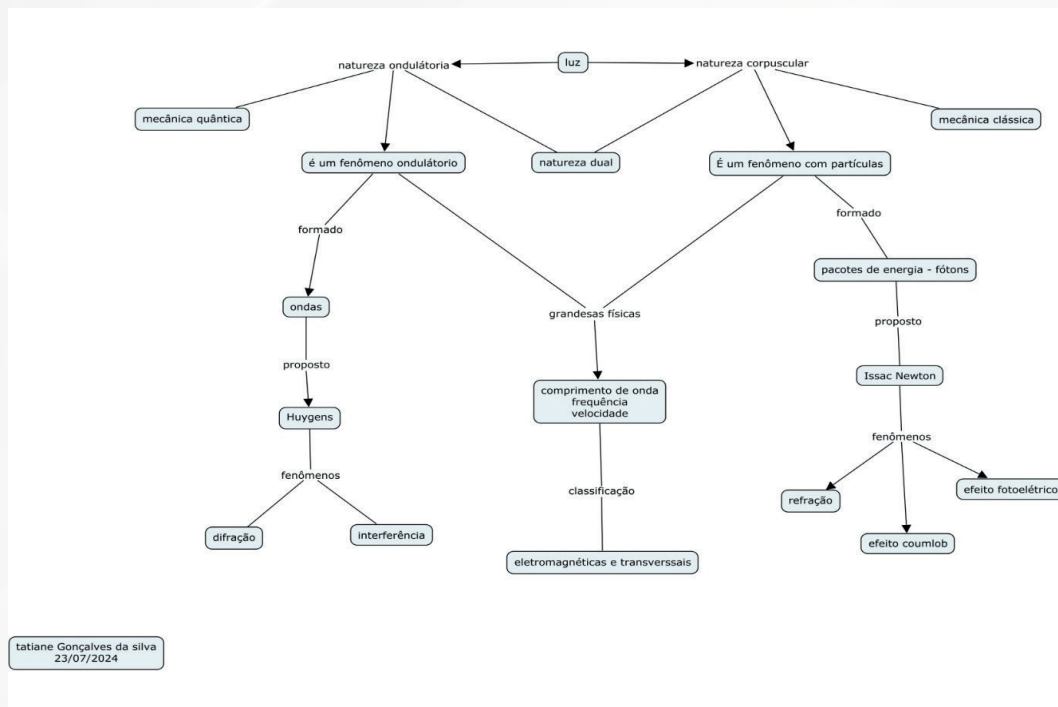 luz
natureza ondulátoria
natureza corpuscular
mecânica quântica
mecânica clássica
é um fenômeno ondulátorio
natureza dual
É um fenômeno com partículas
formado
formado
pacotes de energia - fótons
ondas
grandesas físicas
proposto
proposto
Issac Newton
comprimento de onda
frequência
velocidade
Huygens
fenômenos
fenômenos
classificação
refração
efeito fotoelétrico
difração
interferência
efeito coumlob
eletromagnéticas e transverssais
tatiane Gonçalves da silva
23/07/2024